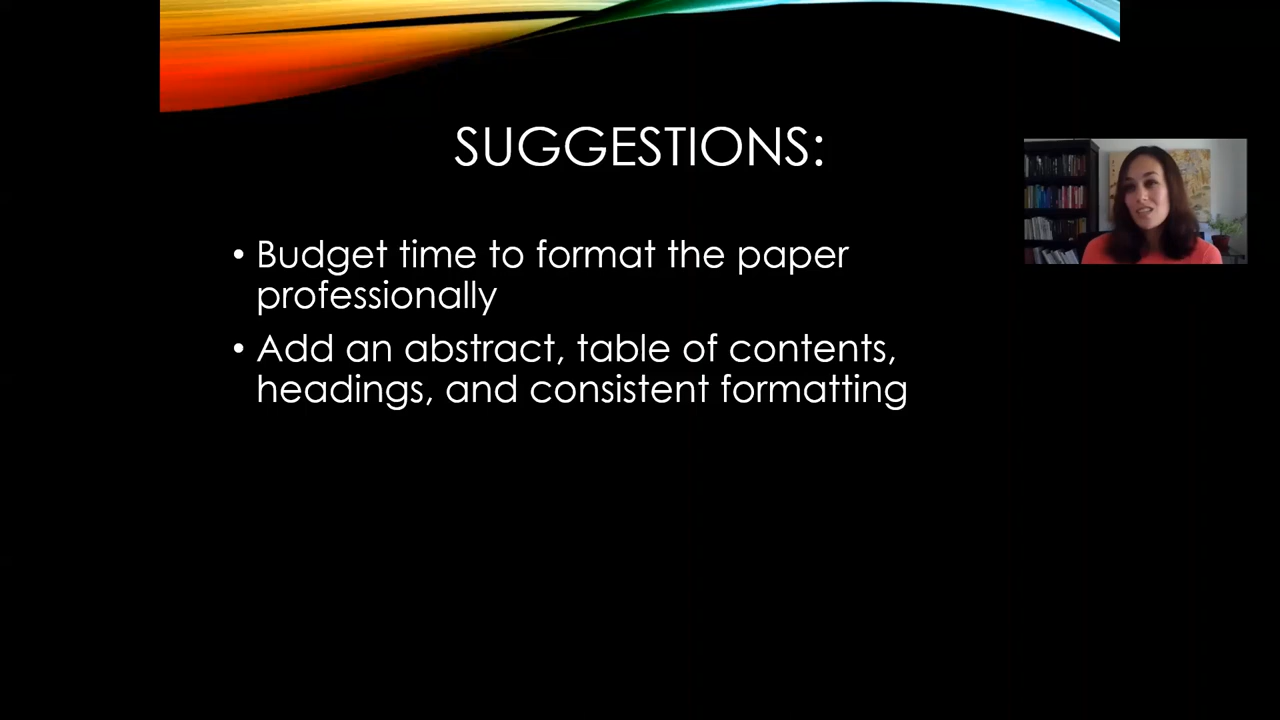 SUGGESTIONS:
• Budget time to format the paper
professionally
• Add an abstract, table of contents,
headings, and consistent formatting